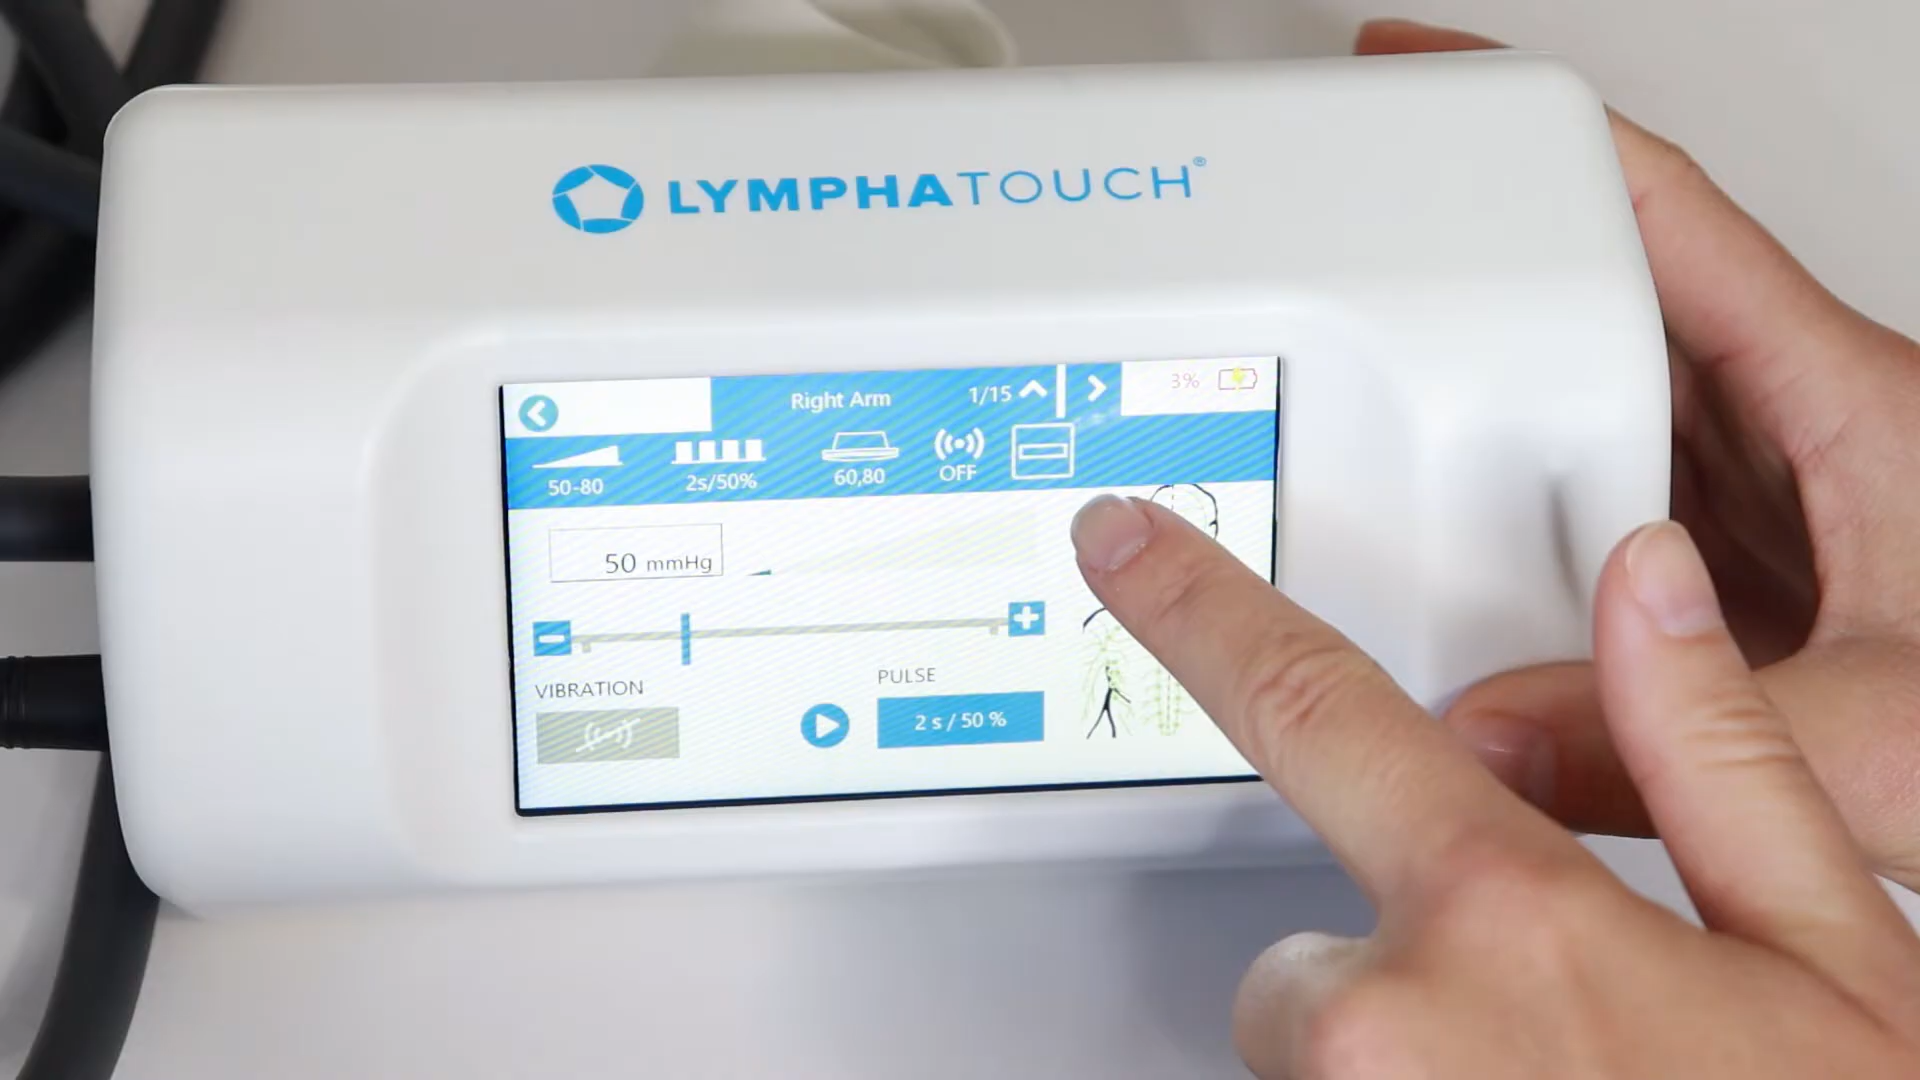 LYMPHATOUCH®
Right Arm 1/15 3%
50-80 2s/50% 60,80 OFF
50 mmHg
VIBRATION PULSE
2 s / 50 %